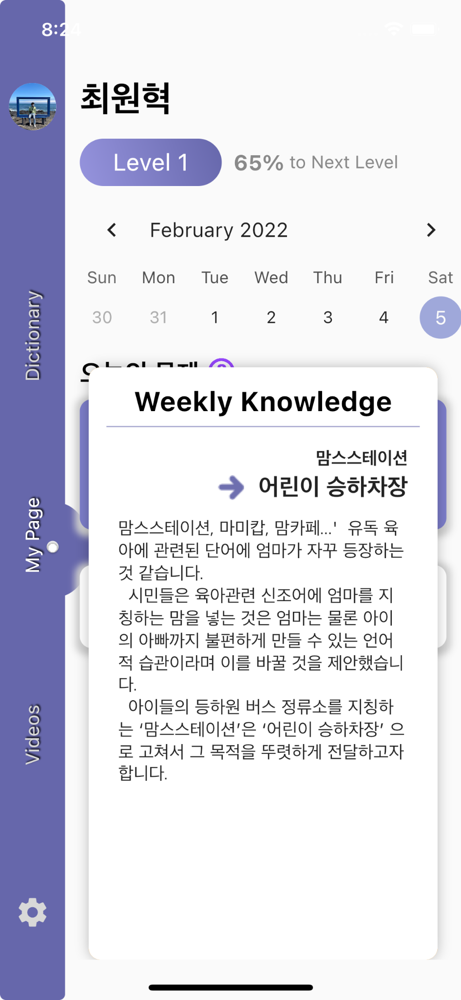 8:24
최원혁
Level 1
65% to Next Level
February 2022
Sun Mon Tue Wed Thu Fri Sat
30 31 1 2 3 4 5
Weekly Knowledge
맘스스테이션
어린이 승하차장
맘스스테이션, 마미캅, 맘카페...'  유독 육
아에 관련된 단어에 엄마가 자꾸 등장하는
것 같습니다.
시민들은 육아관련 신조어에 엄마를 지
칭하는 맘을 넣는 것은 엄마는 물론 아이
의 아빠까지 불편하게 만들 수 있는 언어
적 습관이라며 이를 바꿀 것을 제안했습니
다.
아이들의 등하원 버스 정류소를 지칭하
는 ‘맘스스테이션’은 ‘어린이 승하차장’ 으
로 고쳐서 그 목적을 뚜렷하게 전달하고자
합니다.
Dictionary
My Page
Videos